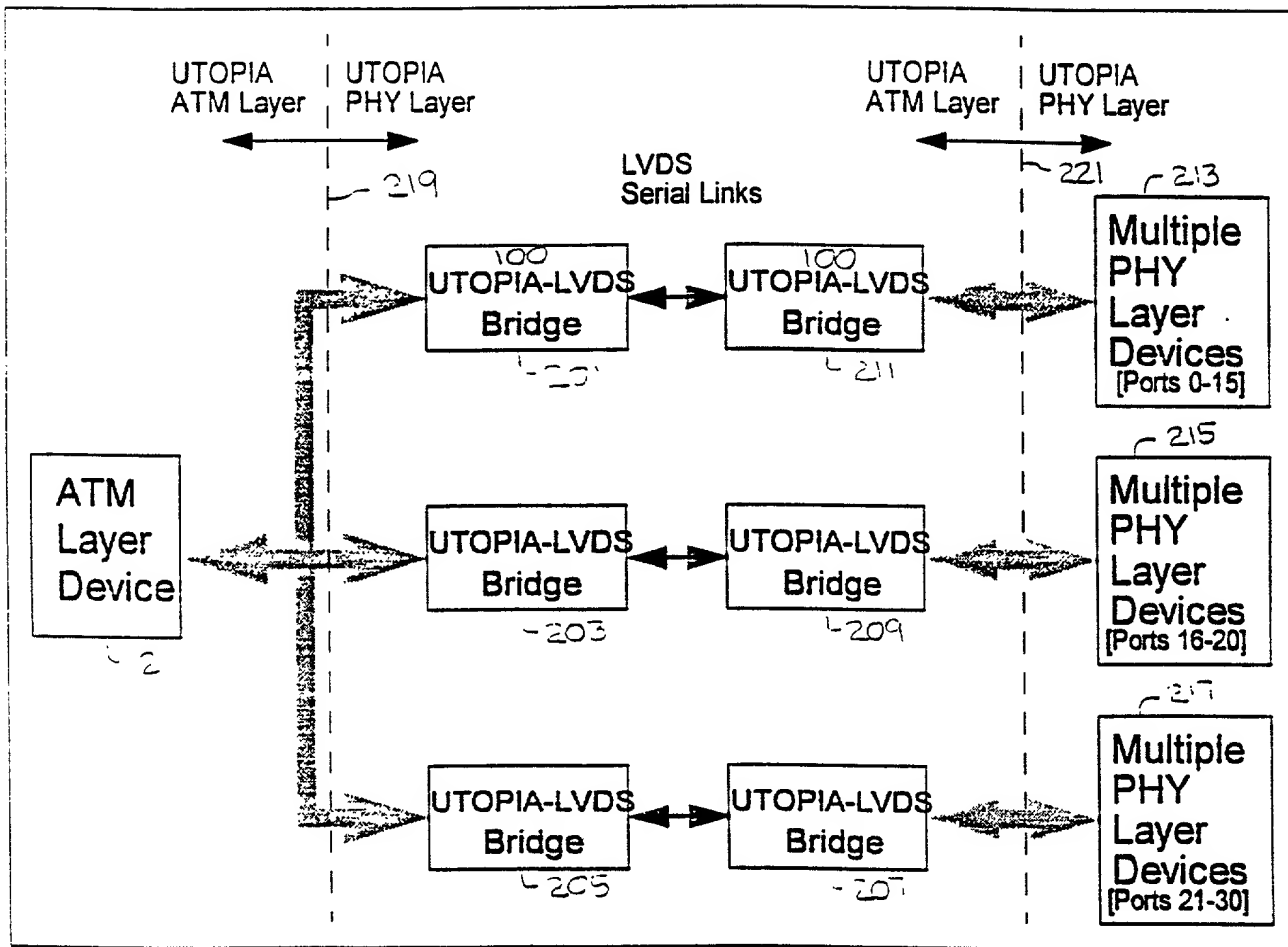 UTOPIA
ATM Layer
UTOPIA
PHY Layer
UTOPIA
ATM Layer
UTOPIA
PHY Layer
219
LVDS
Serial Links
221
213
100
UTOPIA-LVDS
Bridge
100
UTOPIA-LVDS
Bridge
211
Multiple
PHY
Layer
Devices
[Ports 0-15]
ATM
Layer
Device
2
UTOPIA-LVDS
Bridge
203
UTOPIA-LVDS
Bridge
209
215
Multiple
PHY
Layer
Devices
[Ports 16-20]
UTOPIA-LVDS
Bridge
205
UTOPIA-LVDS
Bridge
207
217
Multiple
PHY
Layer
Devices
[Ports 21-30]